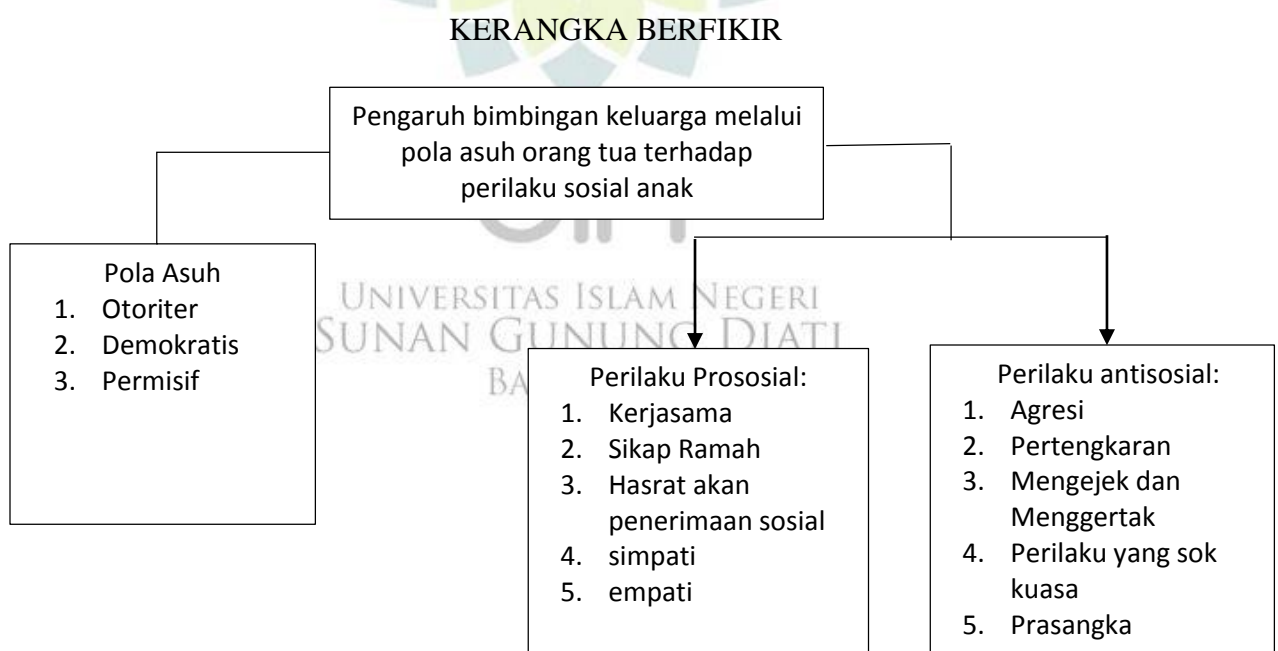 KERANGKA BERFIKIR
Pengaruh bimbingan keluarga melalui
pola asuh orang tua terhadap
perilaku sosial anak
Pola Asuh
1. Otoriter
2. Demokratis
3. Permisif
UNIVERSITAS ISLAM NEGERI
SUNAN GUNUNG DJATI
Perilaku Prososial:
1. Kerjasama
2. Sikap Ramah
3. Hasrat akan
penerimaan sosial
4. simpati
5. empati
Perilaku antisosial:
1. Agresi
2. Pertengkaran
3. Mengejek dan
Menggertak
4. Perilaku yang sok
kuasa
5. Prasangka